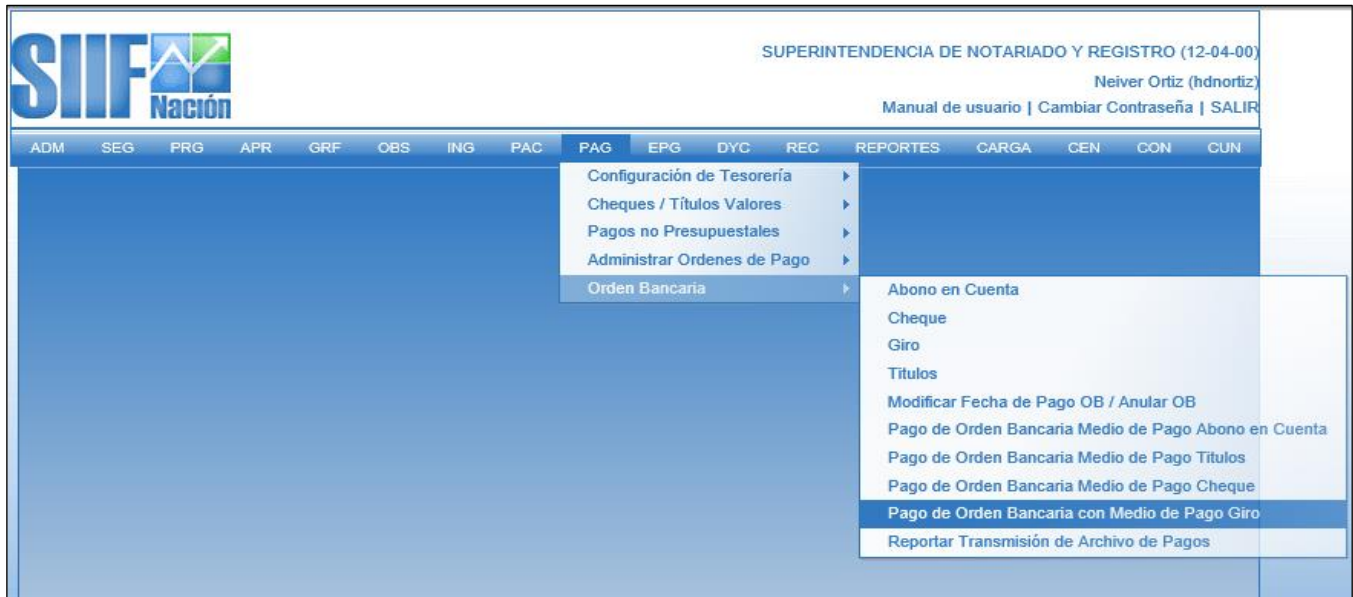 SIIF
Nación
SUPERINTENDENCIA DE NOTARIADO Y REGISTRO (12-04-00)
Neiver Ortiz (hdnortiz)
Manual de usuario | Cambiar Contraseña | SALIR
ADM SEG PRG APR GRF OBS ING PAC PAG EPG DYC REC REPORTES CARGA CEN CON CUN
Configuración de Tesorería
Cheques / Títulos Valores
Pagos no Presupuestales
Administrar Ordenes de Pago
Orden Bancaria
Abono en Cuenta
Cheque
Giro
Titulos
Modificar Fecha de Pago OB / Anular OB
Pago de Orden Bancaria Medio de Pago Abono en Cuenta
Pago de Orden Bancaria Medio de Pago Titulos
Pago de Orden Bancaria Medio de Pago Cheque
Pago de Orden Bancaria con Medio de Pago Giro
Reportar Transmisión de Archivo de Pagos